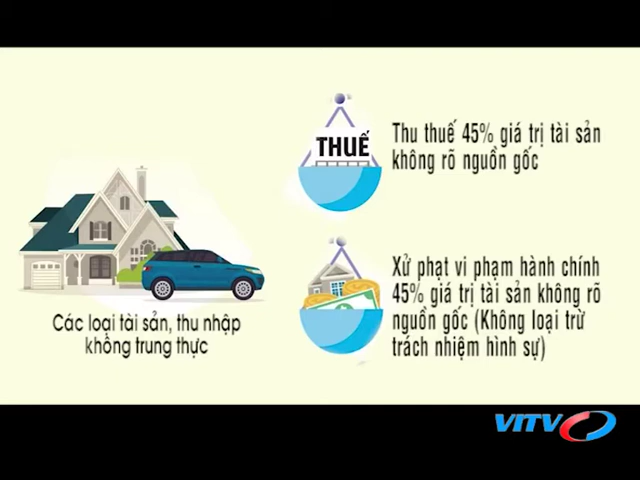 THUẾ
Thu thuế 45% giá trị tài sản
không rõ nguồn gốc
Xử phạt vi phạm hành chính
45% giá trị tài sản không rõ
nguồn gốc (Không loại trừ
trách nhiệm hình sự)
Các loại tài sản, thu nhập
không trung thực
VITV